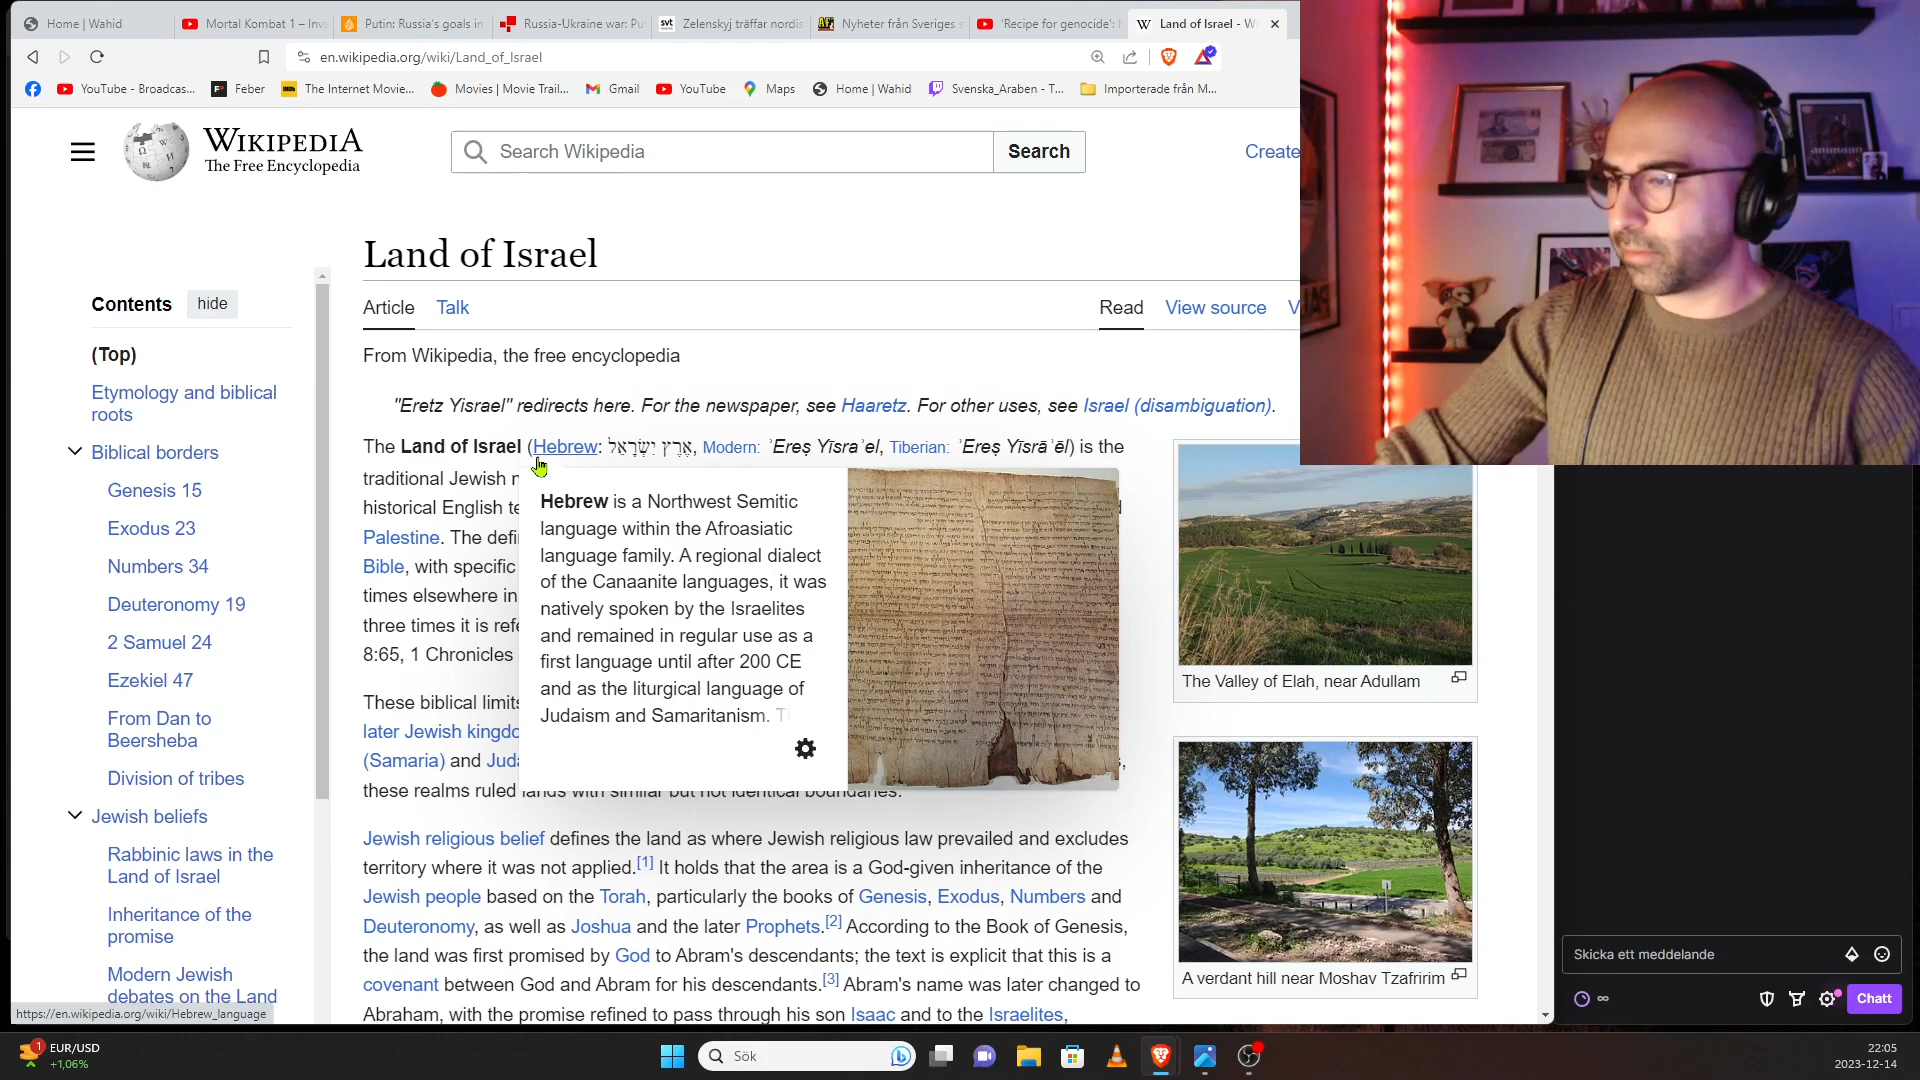 Home | Wahid
Mortal Kombat 1 – Inv
Putin: Russia's goals in
Russia-Ukraine war: Pu
Zelenskyj träffar nordis
Nyheter från Sveriges
'Recipe for genocide':
Land of Israel - W
en.wikipedia.org/wiki/Land_of_Israel
YouTube - Broadcas...
Feber
The Internet Movie...
Movies | Movie Trail...
Gmail
YouTube
Maps
Home | Wahid
Svenska_Araben - T...
Importerade från M...
WIKIPEDIA
The Free Encyclopedia
Search Wikipedia
Search
Create
Land of Israel
Contents
hide
Article
Talk
Read
View source
V
(Top)
Etymology and biblical
roots
Biblical borders
Genesis 15
Exodus 23
Numbers 34
Deuteronomy 19
2 Samuel 24
Ezekiel 47
From Dan to
Beersheba
Division of tribes
Jewish beliefs
Rabbinic laws in the
Land of Israel
Inheritance of the
promise
Modern Jewish
debates on the Land
From Wikipedia, the free encyclopedia
"Eretz Yisrael" redirects here. For the newspaper, see Haaretz. For other uses, see Israel (disambiguation).
The Land of Israel (Hebrew: אֶרֶץ יִשְׂרָאֵל, Modern: ʾEreṣ Yīsraʾel, Tiberian: ʾEreṣ Yīsrāʾēl) is the
traditional Jewish n
historical English te
Palestine. The defi
Bible, with specific
times elsewhere in
three times it is refe
8:65, 1 Chronicles
These biblical limits
later Jewish kingdo
(Samaria) and Juda
these realms ruled lands with similar but not identical boundaries.
Hebrew is a Northwest Semitic
language within the Afroasiatic
language family. A regional dialect
of the Canaanite languages, it was
natively spoken by the Israelites
and remained in regular use as a
first language until after 200 CE
and as the liturgical language of
Judaism and Samaritanism. T
Jewish religious belief defines the land as where Jewish religious law prevailed and excludes
territory where it was not applied.[1] It holds that the area is a God-given inheritance of the
Jewish people based on the Torah, particularly the books of Genesis, Exodus, Numbers and
Deuteronomy, as well as Joshua and the later Prophets.[2] According to the Book of Genesis,
the land was first promised by God to Abram's descendants; the text is explicit that this is a
covenant between God and Abram for his descendants.[3] Abram's name was later changed to
Abraham, with the promise refined to pass through his son Isaac and to the Israelites,
The Valley of Elah, near Adullam
A verdant hill near Moshav Tzafririm
Skicka ett meddelande
Chatt
https://en.wikipedia.org/wiki/Hebrew_language
1
EUR/USD
+1,06%
Sök
22:05
2023-12-14